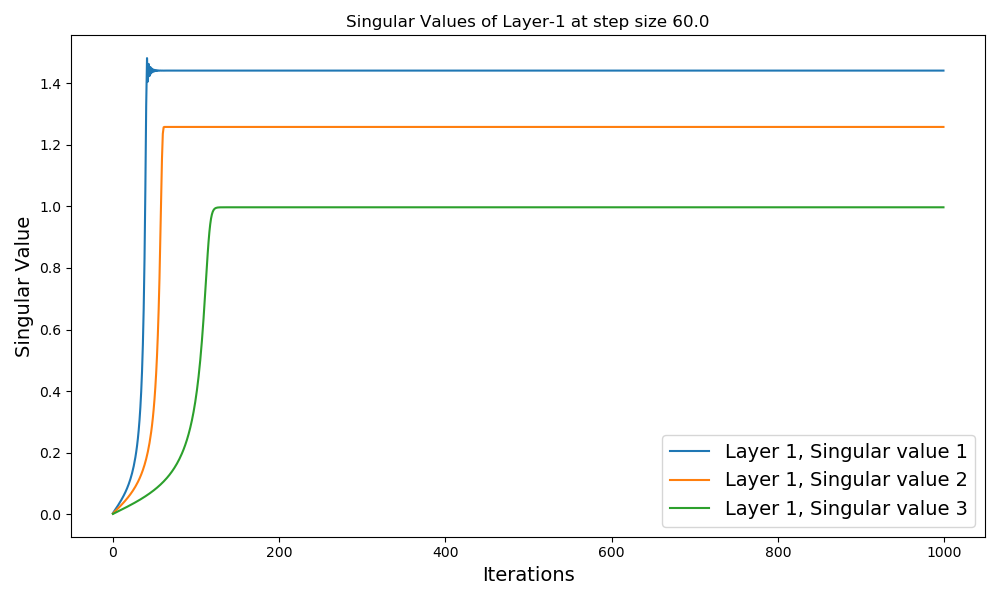 Singular Values of Layer-1 at step size 60.0
Singular Value
1.4
1.2
1.0
0.8
0.6
0.4
0.2
0.0
Layer 1, Singular value 1
Layer 1, Singular value 2
Layer 1, Singular value 3
0 200 400 600 800 1000
Iterations